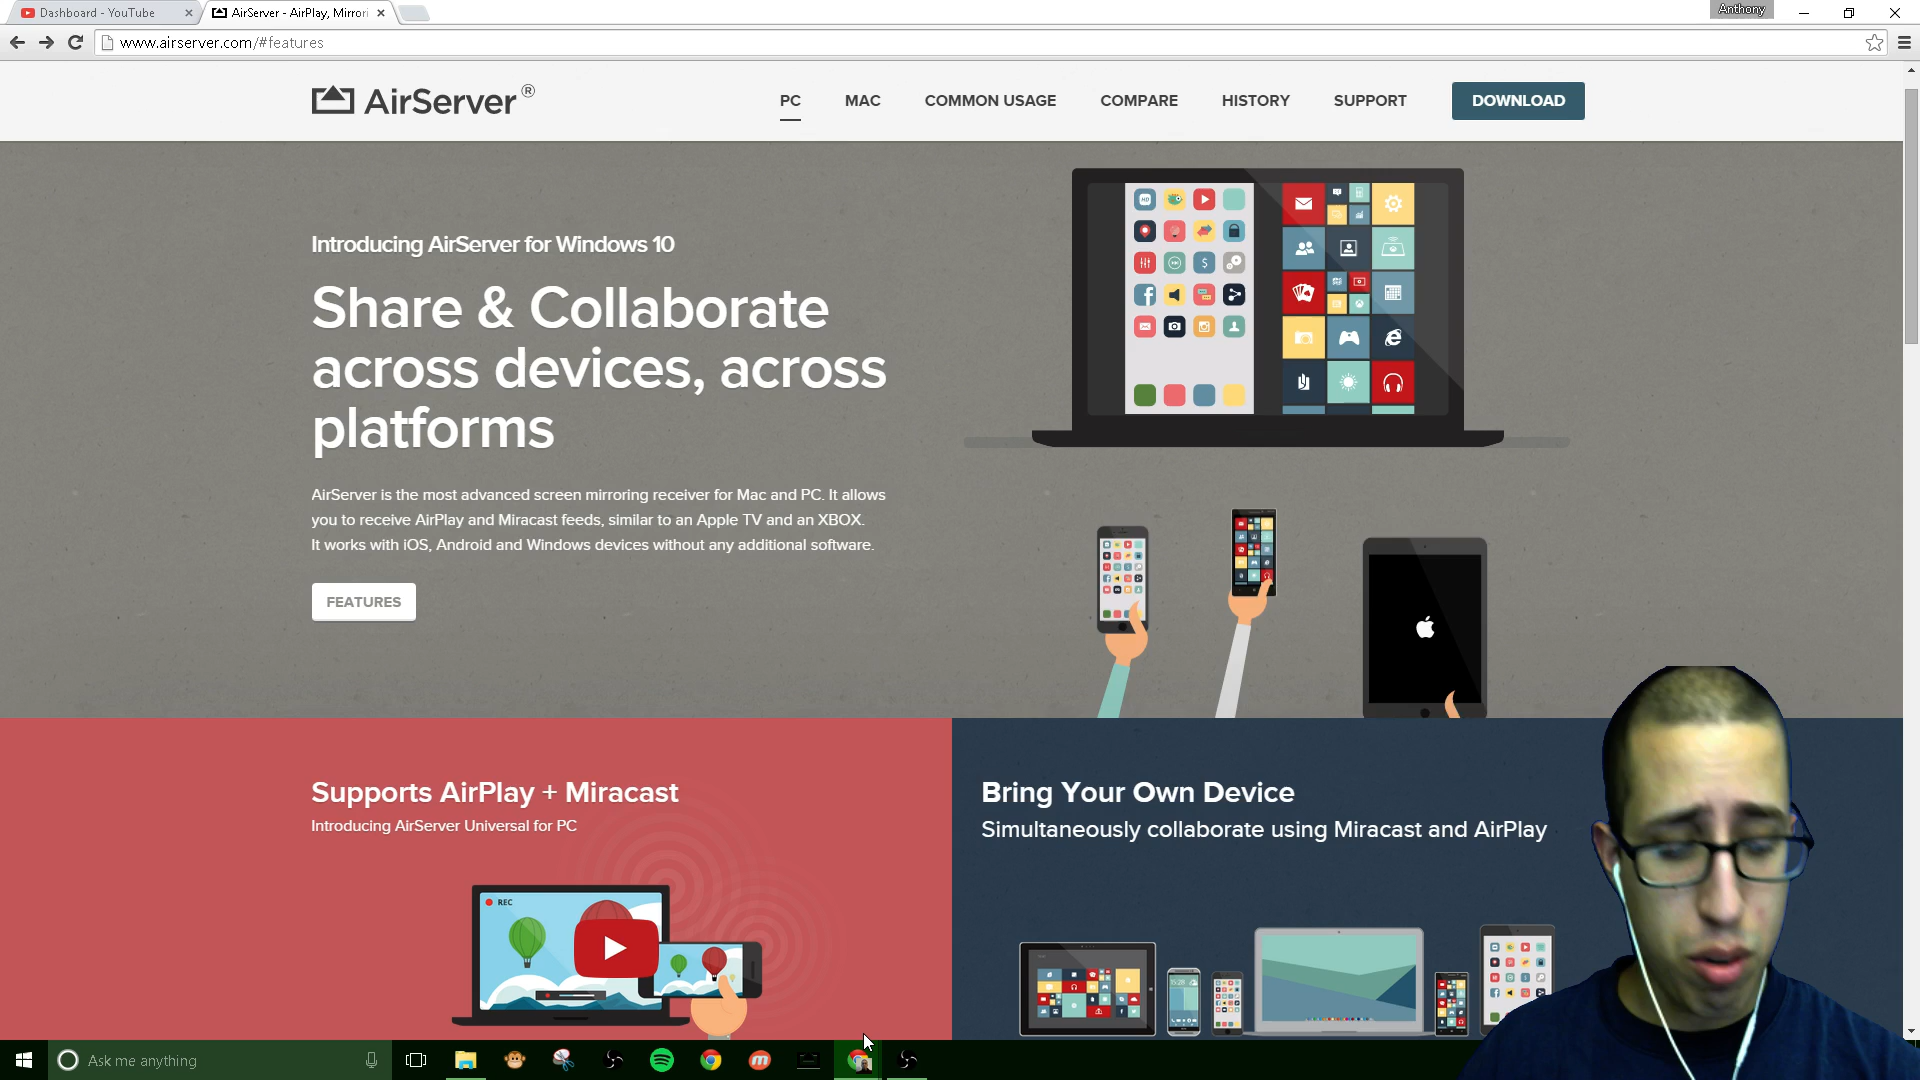 Dashboard - YouTube
AirServer - AirPlay, Mirrori
Anthony
www.airserver.com/#features
AirServer®
PC
MAC
COMMON USAGE
COMPARE
HISTORY
SUPPORT
DOWNLOAD
Introducing AirServer for Windows 10
Share & Collaborate
across devices, across
platforms
AirServer is the most advanced screen mirroring receiver for Mac and PC. It allows
you to receive AirPlay and Miracast feeds, similar to an Apple TV and an XBOX.
It works with iOS, Android and Windows devices without any additional software.
FEATURES
Supports AirPlay + Miracast
Introducing AirServer Universal for PC
REC
Bring Your Own Device
Simultaneously collaborate using Miracast and AirPlay
Ask me anything